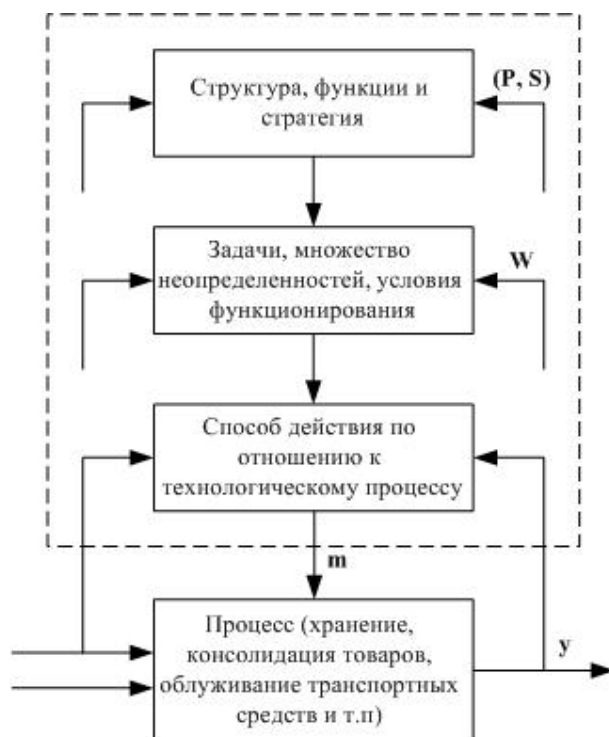 Структура, функции и
стратегия
(P, S)
Задачи, множество
неопределенностей, условия
функционирования
W
Способ действия по
отношению к
технологическому процессу
m
Процесс (хранение,
консолидация товаров,
облуживание транспортных
средств и т.п)
y